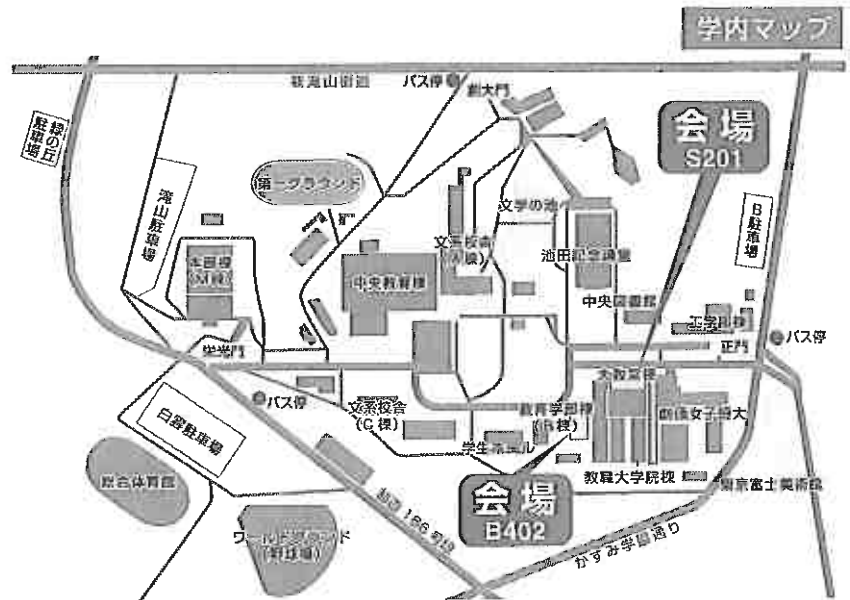 学内マップ
新滝山街道
バス停
創大門
会場
S201
緑の丘
駐車場
滝山駐車場
第一グラウンド
文学の池
B駐車場
文系校舎
(A棟)
池田記念講堂
本部棟
(M棟)
中央教育棟
中央図書館
工学部棟
バス停
正門
栄光門
大教室棟
バス停
文系校舎
(C棟)
教育学部棟
(B棟)
創価女子短大
白容駐車場
学生ホール
総合体育館
教職大学院棟
東京富士美術館
会場
B402
ワールドグラウンド
(野球場)
かすみ学園通り